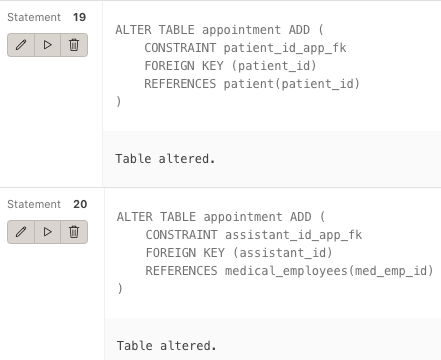 Statement 19
ALTER TABLE appointment ADD (
    CONSTRAINT patient_id_app_fk
    FOREIGN KEY (patient_id)
    REFERENCES patient(patient_id)
)
Table altered.
Statement 20
ALTER TABLE appointment ADD (
    CONSTRAINT assistant_id_app_fk
    FOREIGN KEY (assistant_id)
    REFERENCES medical_employees(med_emp_id)
)
Table altered.